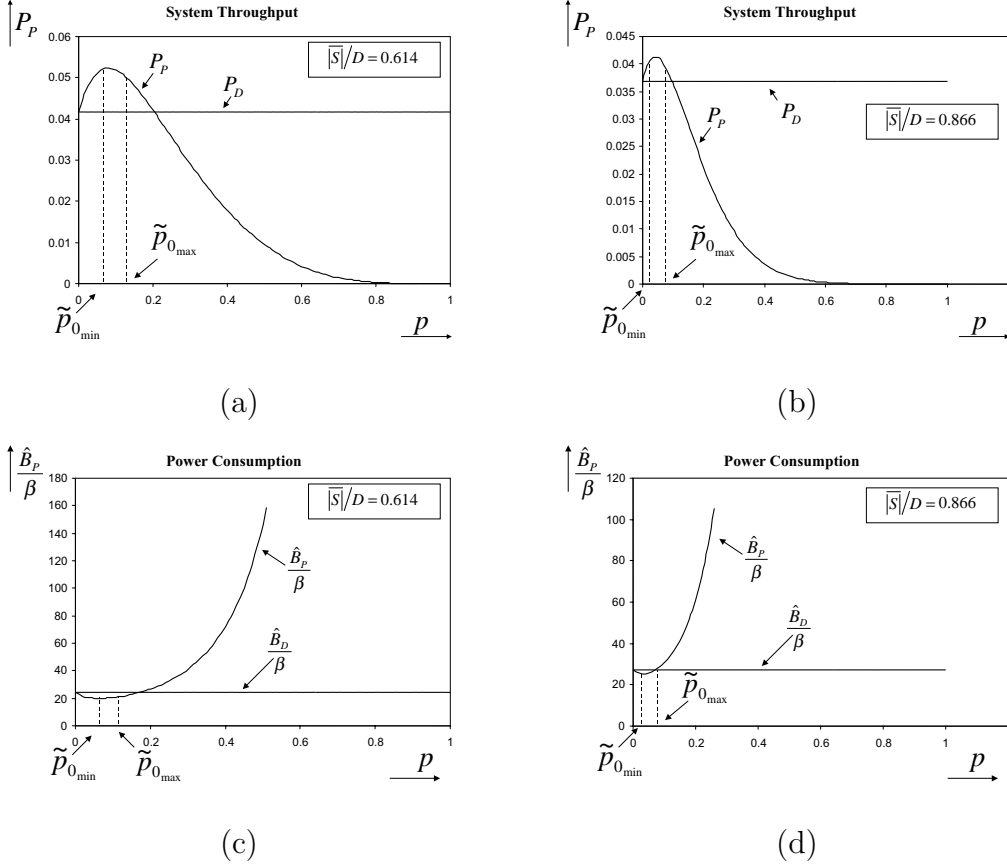 System Throughput
P_P
0.06
0.05
0.04
0.03
0.02
0.01
0
|S̅|/D = 0.614
P_P
P_D
p̃_0max
0 0.2 0.4 0.6 0.8 1
p̃_0min
p
(a)
System Throughput
P_P
0.045
0.04
0.035
0.03
0.025
0.02
0.015
0.01
0.005
0
P_D
|S̅|/D = 0.866
P_P
p̃_0max
0 0.2 0.4 0.6 0.8 1
p̃_0min
p
(b)
Power Consumption
B̂_P
β
180
160
140
120
100
80
60
40
20
0
|S̅|/D = 0.614
B̂_P
β
B̂_D
β
0 0.2 0.4 0.6 0.8 1
p̃_0min p̃_0max
p
(c)
Power Consumption
B̂_P
β
120
100
80
60
40
20
0
|S̅|/D = 0.866
B̂_P
β
B̂_D
β
p̃_0max
0 0.2 0.4 0.6 0.8 1
p̃_0min
p
(d)